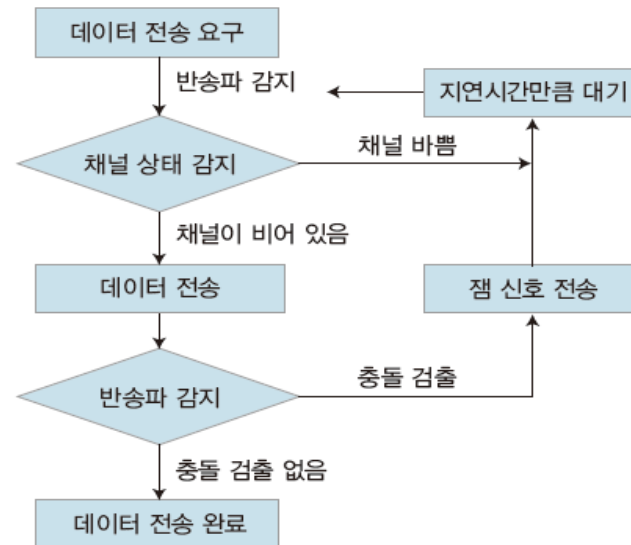 데이터 전송 요구
반송파 감지
지연시간만큼 대기
채널 상태 감지
채널 바쁨
채널이 비어 있음
데이터 전송
잼 신호 전송
반송파 감지
충돌 검출
충돌 검출 없음
데이터 전송 완료